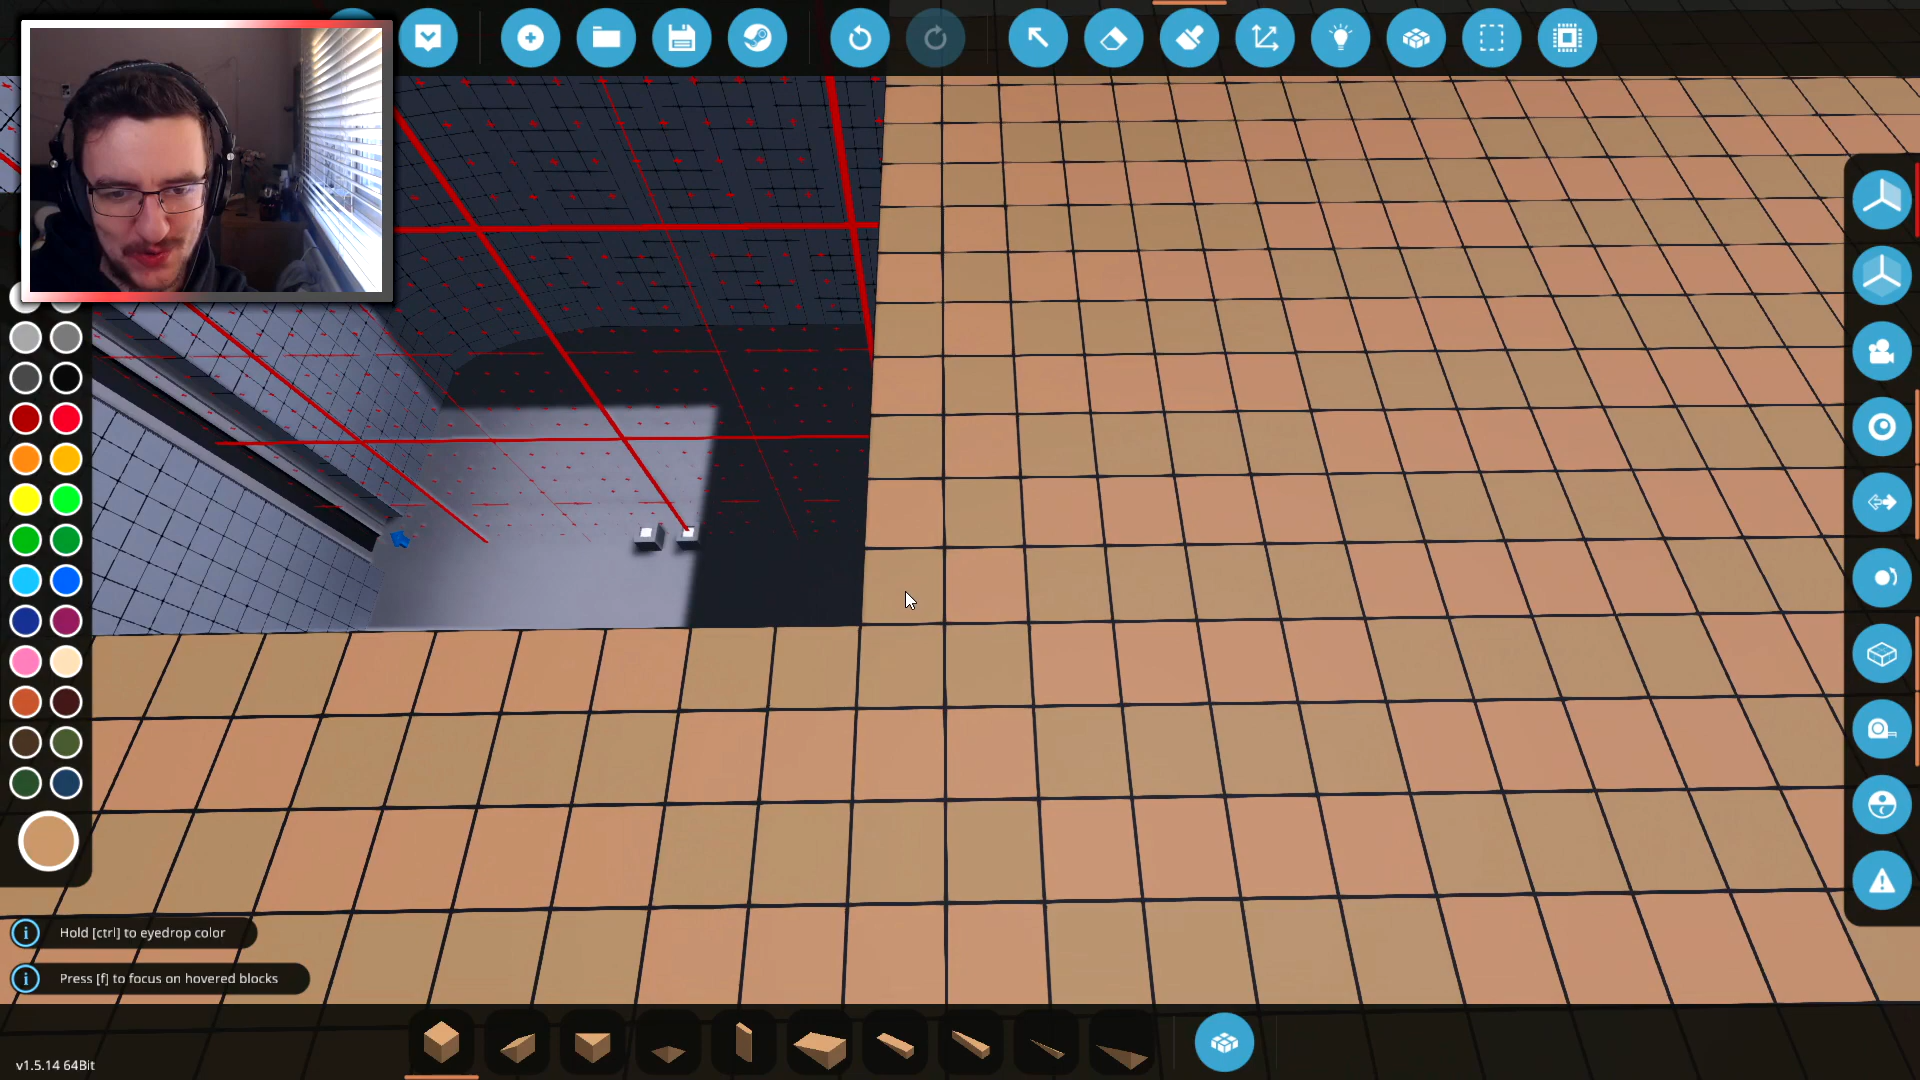 Hold [ctrl] to eyedrop color
Press [f] to focus on hovered blocks
v1.5.14 64Bit